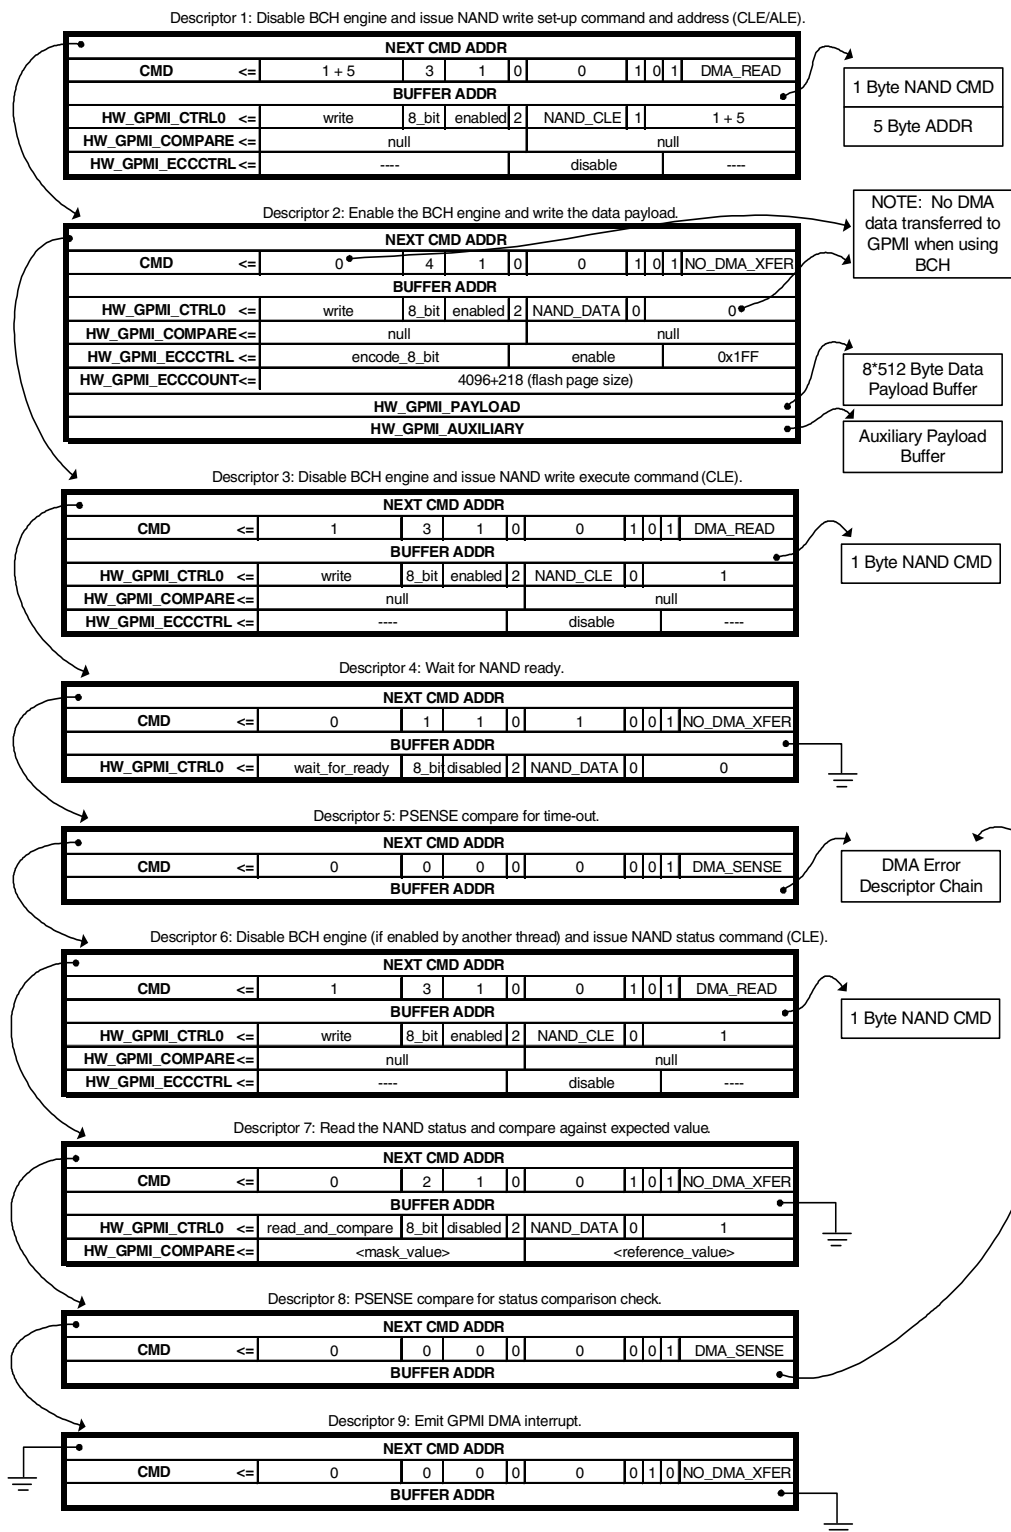 Descriptor 1: Disable BCH engine and issue NAND write set-up command and address (CLE/ALE).
NEXT CMD ADDR
CMD <= 1 + 5 3 1 0 0 1 0 1 DMA_READ
BUFFER ADDR
HW_GPMI_CTRL0 <= write 8_bit enabled 2 NAND_CLE 1 1 + 5
HW_GPMI_COMPARE <= null null
HW_GPMI_ECCCTRL <= ---- disable ----
1 Byte NAND CMD
5 Byte ADDR
Descriptor 2: Enable the BCH engine and write the data payload.
NEXT CMD ADDR
CMD <= 0 4 1 0 0 1 0 1 NO_DMA_XFER
BUFFER ADDR
HW_GPMI_CTRL0 <= write 8_bit enabled 2 NAND_DATA 0 0
HW_GPMI_COMPARE <= null null
HW_GPMI_ECCCTRL <= encode_8_bit enable 0x1FF
HW_GPMI_ECCCOUNT <= 4096+218 (flash page size)
HW_GPMI_PAYLOAD
HW_GPMI_AUXILIARY
NOTE: No DMA
data transferred to
GPMI when using
BCH
8*512 Byte Data
Payload Buffer
Auxiliary Payload
Buffer
Descriptor 3: Disable BCH engine and issue NAND write execute command (CLE).
NEXT CMD ADDR
CMD <= 1 3 1 0 0 1 0 1 DMA_READ
BUFFER ADDR
HW_GPMI_CTRL0 <= write 8_bit enabled 2 NAND_CLE 0 1
HW_GPMI_COMPARE <= null null
HW_GPMI_ECCCTRL <= ---- disable ----
1 Byte NAND CMD
Descriptor 4: Wait for NAND ready.
NEXT CMD ADDR
CMD <= 0 1 1 0 1 0 0 1 NO_DMA_XFER
BUFFER ADDR
HW_GPMI_CTRL0 <= wait_for_ready 8_bit disabled 2 NAND_DATA 0 0
Descriptor 5: PSENSE compare for time-out.
NEXT CMD ADDR
CMD <= 0 0 0 0 0 0 0 1 DMA_SENSE
BUFFER ADDR
DMA Error
Descriptor Chain
Descriptor 6: Disable BCH engine (if enabled by another thread) and issue NAND status command (CLE).
NEXT CMD ADDR
CMD <= 1 3 1 0 0 1 0 1 DMA_READ
BUFFER ADDR
HW_GPMI_CTRL0 <= write 8_bit enabled 2 NAND_CLE 0 1
HW_GPMI_COMPARE <= null null
HW_GPMI_ECCCTRL <= ---- disable ----
1 Byte NAND CMD
Descriptor 7: Read the NAND status and compare against expected value.
NEXT CMD ADDR
CMD <= 0 2 1 0 0 1 0 1 NO_DMA_XFER
BUFFER ADDR
HW_GPMI_CTRL0 <= read_and_compare 8_bit disabled 2 NAND_DATA 0 1
HW_GPMI_COMPARE <= <mask_value> <reference_value>
Descriptor 8: PSENSE compare for status comparison check.
NEXT CMD ADDR
CMD <= 0 0 0 0 0 0 0 1 DMA_SENSE
BUFFER ADDR
Descriptor 9: Emit GPMI DMA interrupt.
NEXT CMD ADDR
CMD <= 0 0 0 0 0 0 1 0 NO_DMA_XFER
BUFFER ADDR